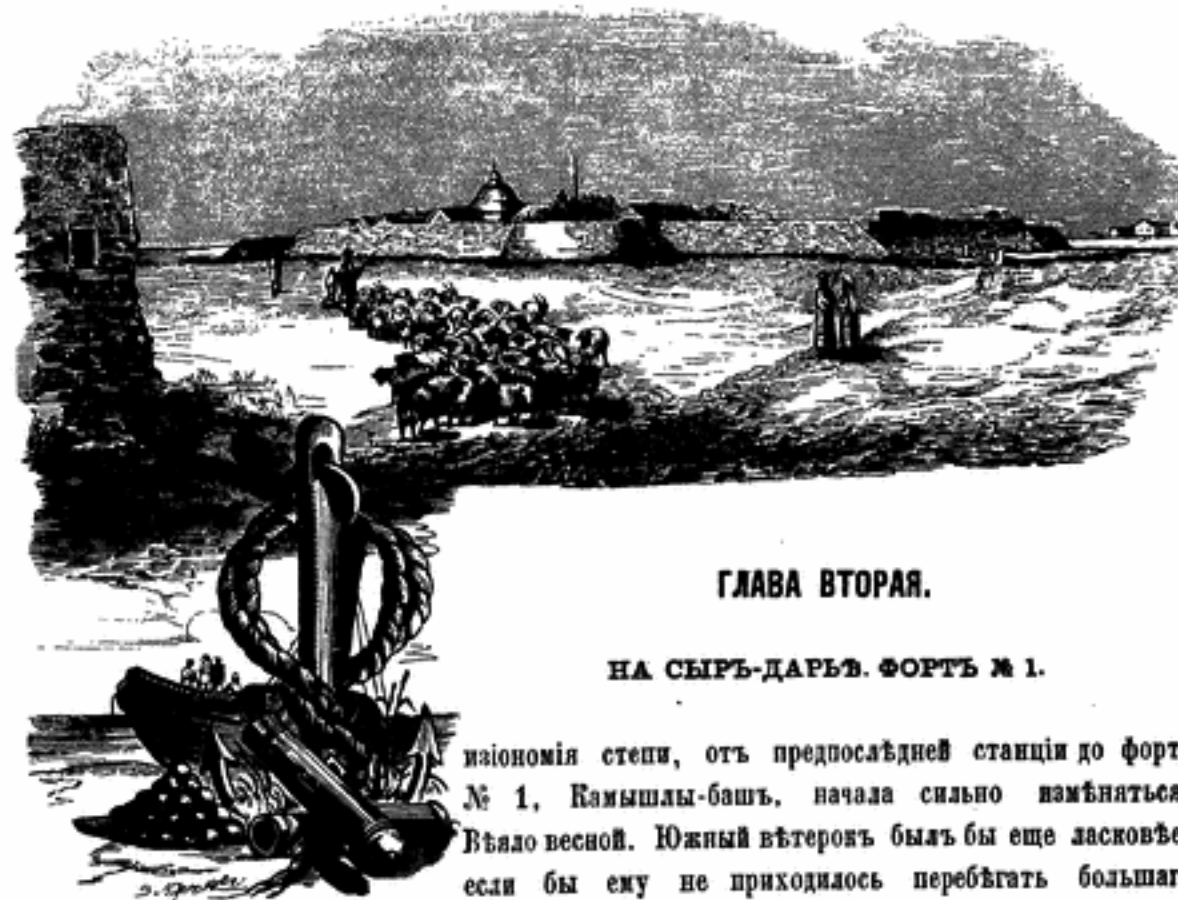 ГЛАВА ВТОРАЯ.
НА СЫРЪ-ДАРЬѢ. ФОРТЪ № 1.
изіономія степи, отъ предпослѣдней станціи до форт
№ 1, Камышлы-башъ, начала сильно измѣняться
Вѣяло весной. Южный вѣтерокъ былъ бы еще ласковѣе
если бы ему не приходилось перебѣгать большаг